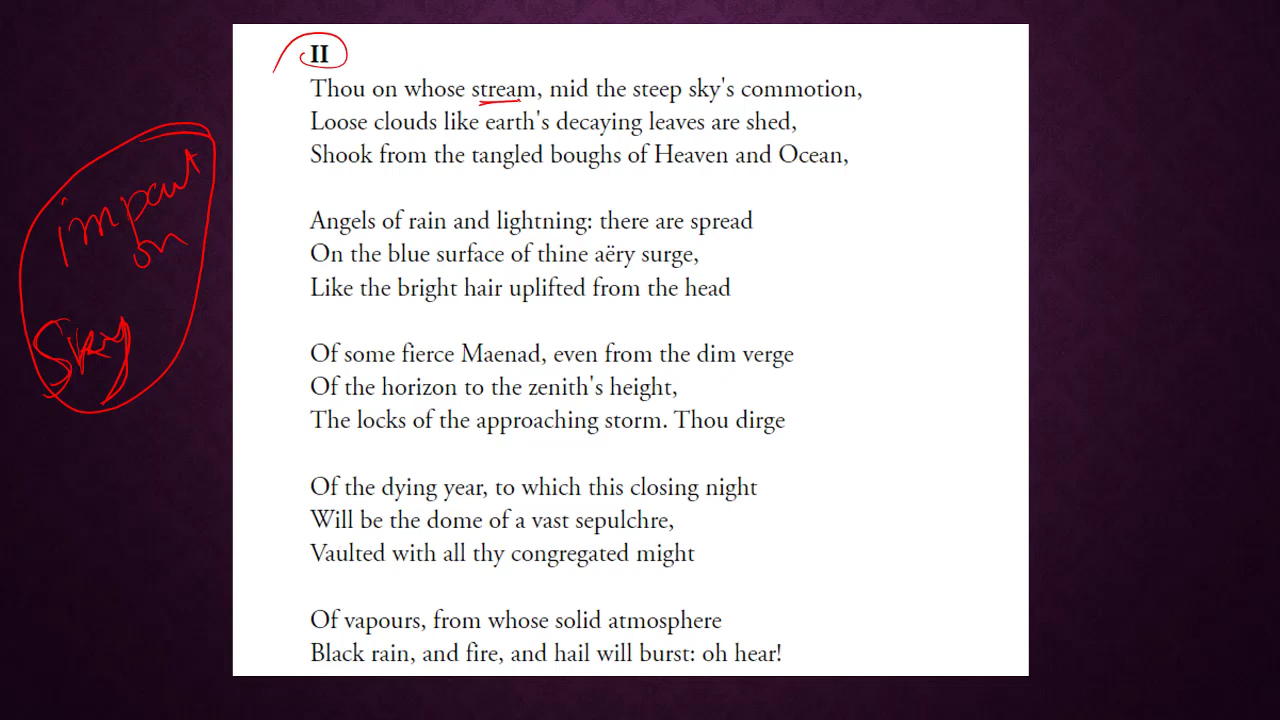 II
Thou on whose stream, mid the steep sky's commotion,
Loose clouds like earth's decaying leaves are shed,
Shook from the tangled boughs of Heaven and Ocean,
Angels of rain and lightning: there are spread
On the blue surface of thine aëry surge,
Like the bright hair uplifted from the head
Of some fierce Maenad, even from the dim verge
Of the horizon to the zenith's height,
The locks of the approaching storm. Thou dirge
Of the dying year, to which this closing night
Will be the dome of a vast sepulchre,
Vaulted with all thy congregated might
Of vapours, from whose solid atmosphere
Black rain, and fire, and hail will burst: oh hear!
on
Sky